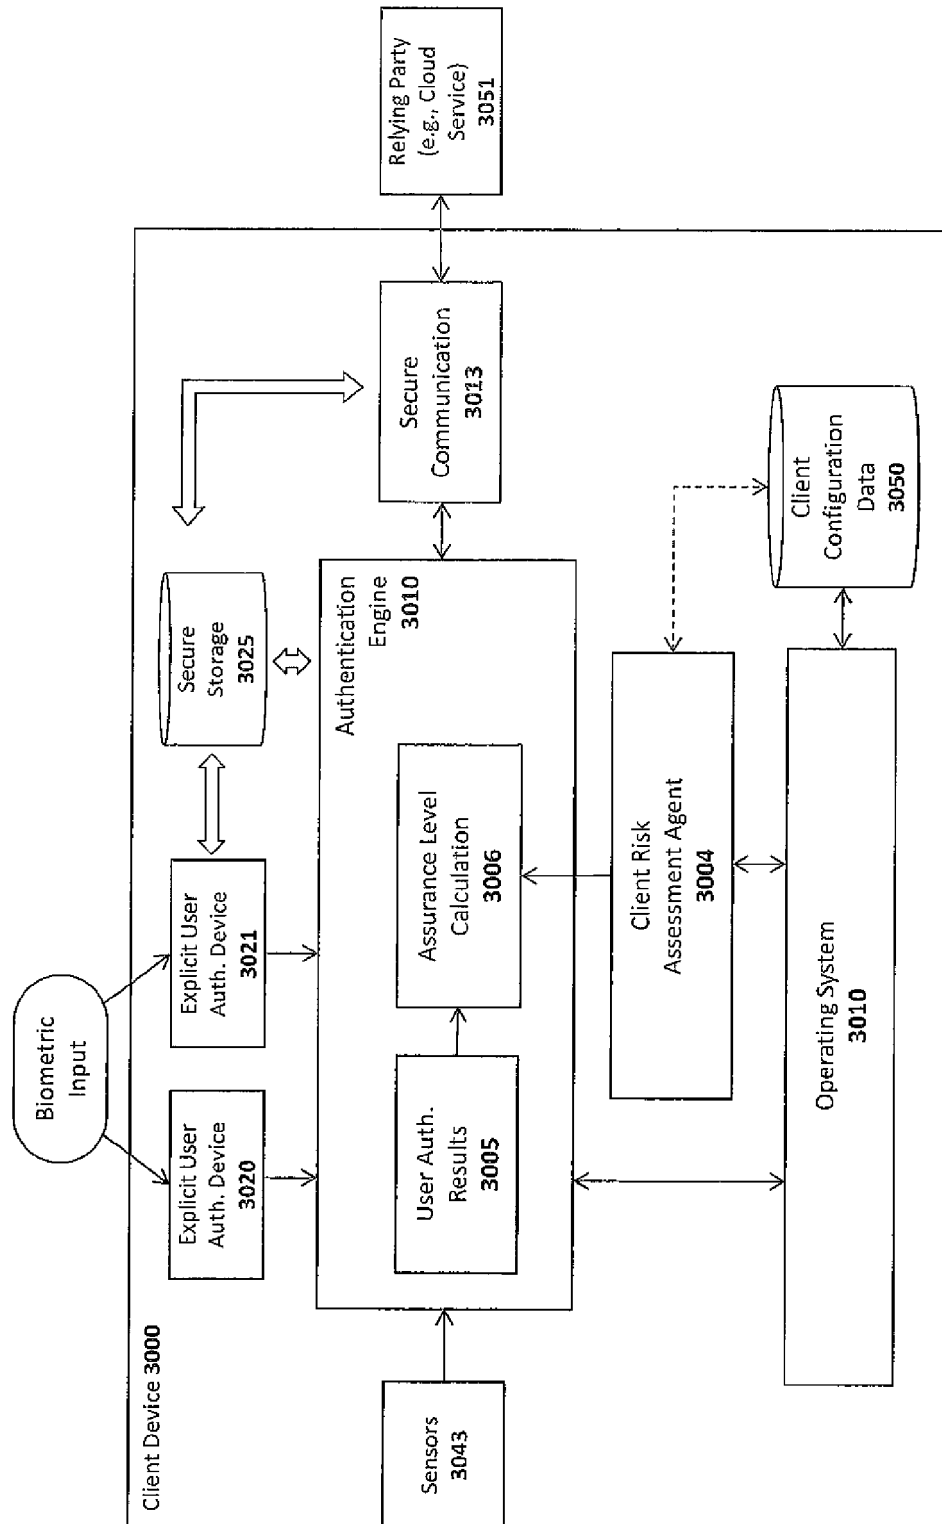 Biometric
Input
Client Device 3000
Explicit User
Auth. Device
3020
Explicit User
Auth. Device
3021
Secure
Storage
3025
Sensors
3043
Authentication
Engine
3010
User Auth.
Results
3005
Assurance Level
Calculation
3006
Secure
Communication
3013
Relying Party
(e.g., Cloud
Service)
3051
Client Risk
Assessment Agent
3004
Client
Configuration
Data
3050
Operating System
3010